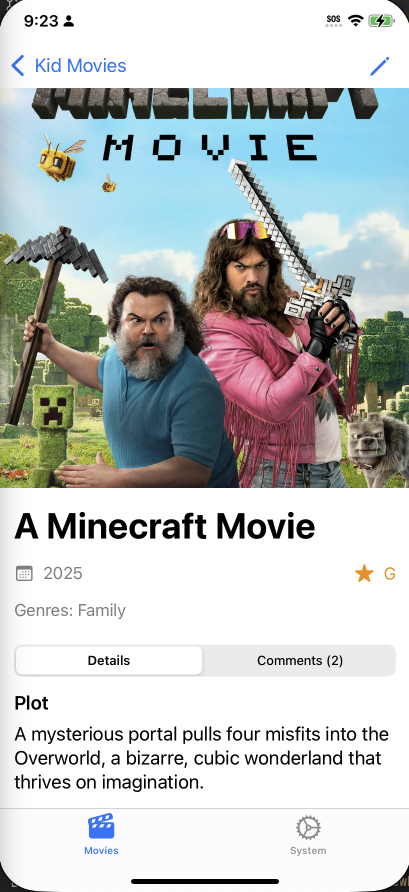 9:23
SOS
Kid Movies
MINECRAFT
MOVIE
A Minecraft Movie
2025
G
Genres: Family
Details
Comments (2)
Plot
A mysterious portal pulls four misfits into the
Overworld, a bizarre, cubic wonderland that
thrives on imagination.
Movies
System